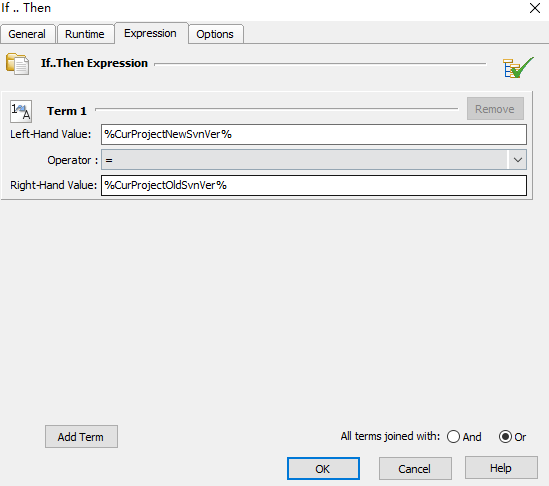 If .. Then
General Runtime Expression Options
If..Then Expression
Term 1 Remove
Left-Hand Value: %CurProjectNewSvnVer%
Operator : =
Right-Hand Value: %CurProjectOldSvnVer%
Add Term All terms joined with: And Or
OK Cancel Help